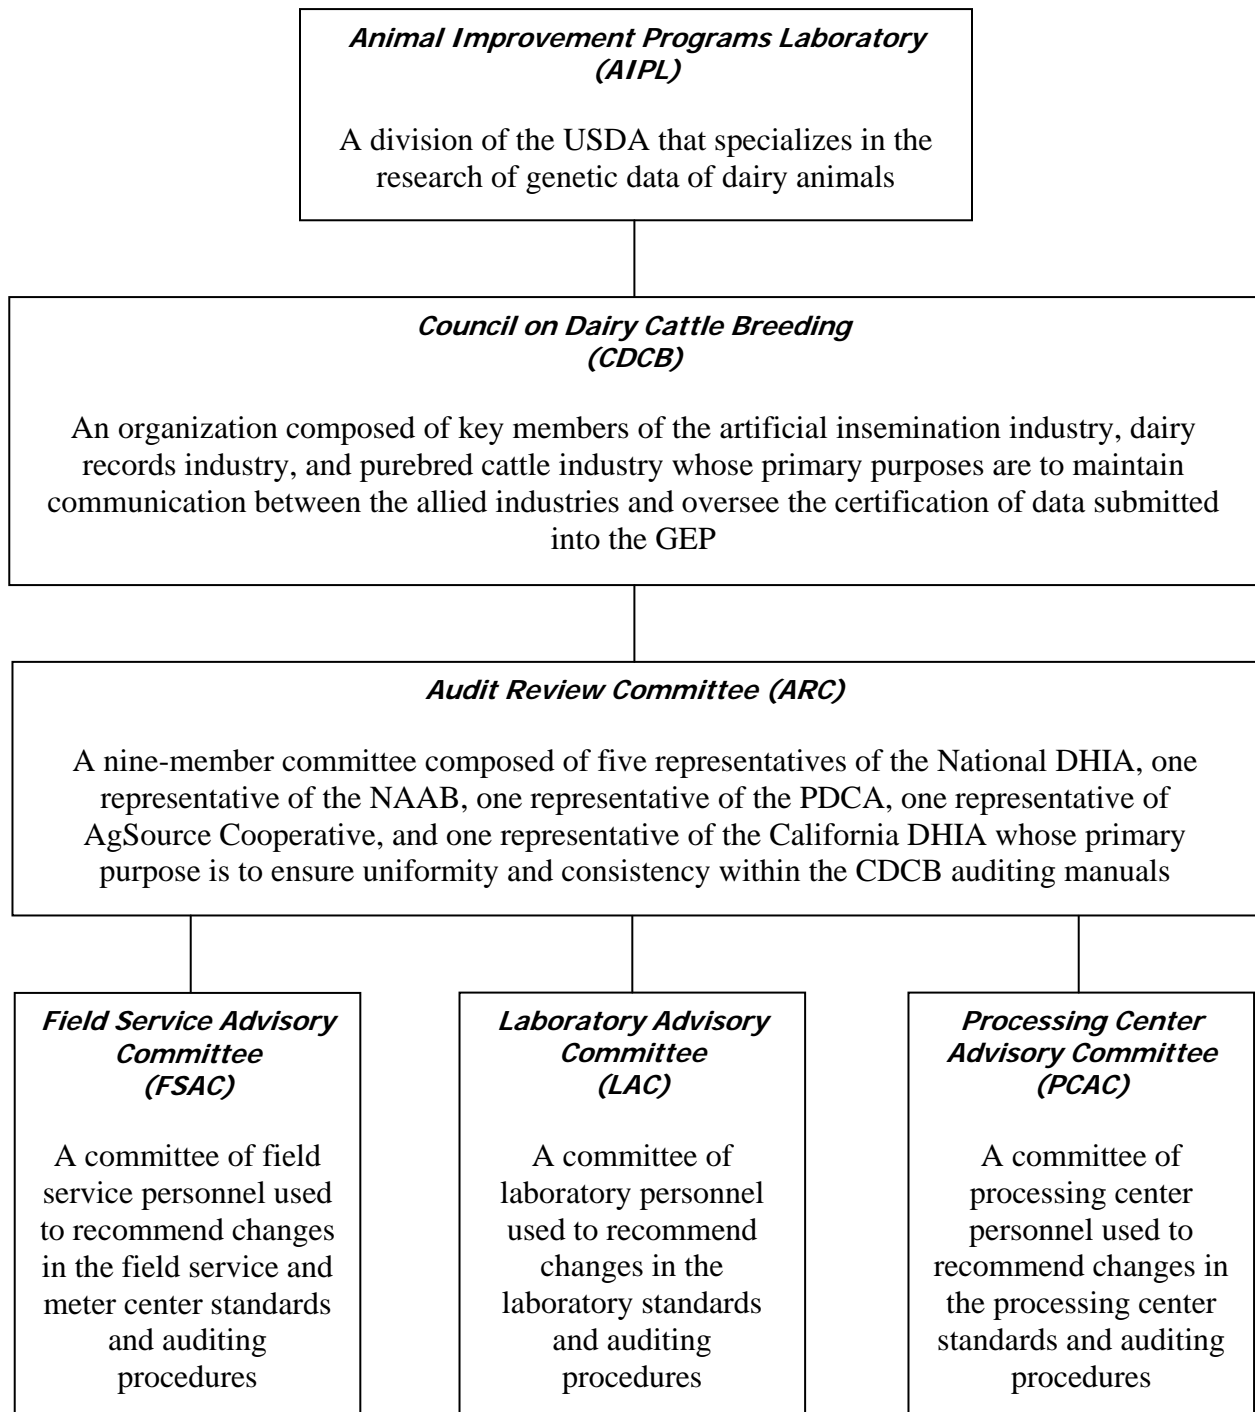 Animal Improvement Programs Laboratory
(AIPL)
A division of the USDA that specializes in the
research of genetic data of dairy animals
Council on Dairy Cattle Breeding
(CDCB)
An organization composed of key members of the artificial insemination industry, dairy
records industry, and purebred cattle industry whose primary purposes are to maintain
communication between the allied industries and oversee the certification of data submitted
into the GEP
Audit Review Committee (ARC)
A nine-member committee composed of five representatives of the National DHIA, one
representative of the NAAB, one representative of the PDCA, one representative of
AgSource Cooperative, and one representative of the California DHIA whose primary
purpose is to ensure uniformity and consistency within the CDCB auditing manuals
Field Service Advisory
Committee
(FSAC)
A committee of field
service personnel used
to recommend changes
in the field service and
meter center standards
and auditing
procedures
Laboratory Advisory
Committee
(LAC)
A committee of
laboratory personnel
used to recommend
changes in the
laboratory standards
and auditing
procedures
Processing Center
Advisory Committee
(PCAC)
A committee of
processing center
personnel used to
recommend changes in
the processing center
standards and auditing
procedures